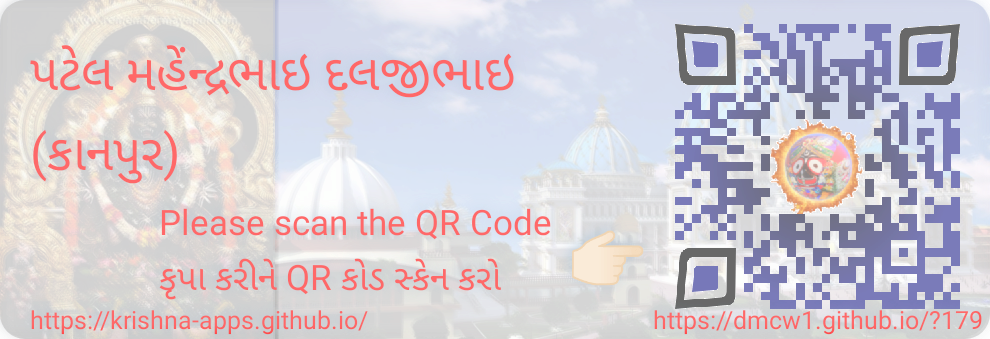 પટેલ મહેંન્દ્રભાઇ દલજીભાઇ
(કાનપુર)
Please scan the QR Code
કૃપા કરીને QR કોડ સ્કેન કરો
https://krishna-apps.github.io/
https://dmcw1.github.io/?179